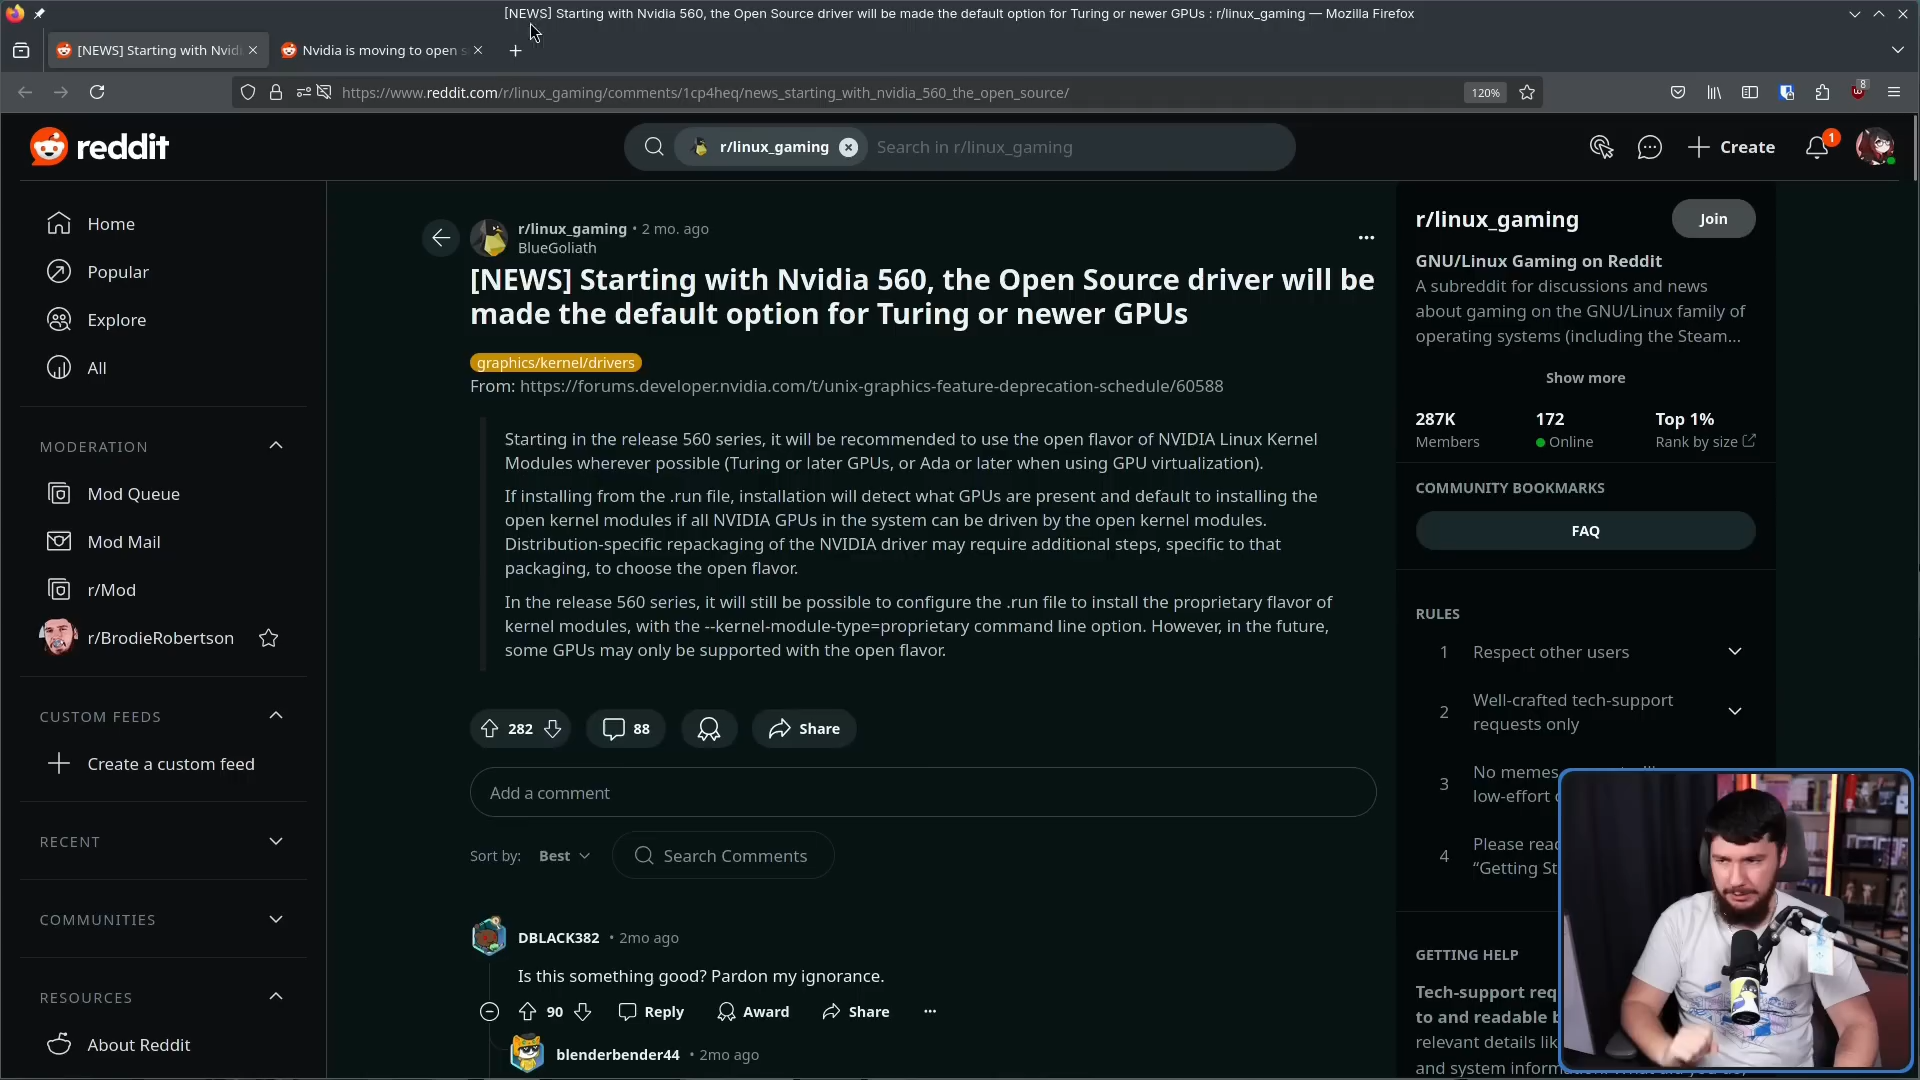 [NEWS] Starting with Nvidia 560, the Open Source driver will be made the default option for Turing or newer GPUs : r/linux_gaming — Mozilla Firefox
[NEWS] Starting with Nvid
Nvidia is moving to open s
https://www.reddit.com/r/linux_gaming/comments/1cp4heq/news_starting_with_nvidia_560_the_open_source/
120%
8
reddit
r/linux_gaming
Search in r/linux_gaming
Create
1
Home
Popular
Explore
All
MODERATION
Mod Queue
Mod Mail
r/Mod
r/BrodieRobertson
CUSTOM FEEDS
Create a custom feed
RECENT
COMMUNITIES
RESOURCES
About Reddit
r/linux_gaming • 2 mo. ago
BlueGoliath
[NEWS] Starting with Nvidia 560, the Open Source driver will be
made the default option for Turing or newer GPUs
graphics/kernel/drivers
From: https://forums.developer.nvidia.com/t/unix-graphics-feature-deprecation-schedule/60588
Starting in the release 560 series, it will be recommended to use the open flavor of NVIDIA Linux Kernel
Modules wherever possible (Turing or later GPUs, or Ada or later when using GPU virtualization).
If installing from the .run file, installation will detect what GPUs are present and default to installing the
open kernel modules if all NVIDIA GPUs in the system can be driven by the open kernel modules.
Distribution-specific repackaging of the NVIDIA driver may require additional steps, specific to that
packaging, to choose the open flavor.
In the release 560 series, it will still be possible to configure the .run file to install the proprietary flavor of
kernel modules, with the --kernel-module-type=proprietary command line option. However, in the future,
some GPUs may only be supported with the open flavor.
282
88
Share
Add a comment
Sort by: Best
Search Comments
DBLACK382 • 2mo ago
Is this something good? Pardon my ignorance.
90
Reply
Award
Share
blenderbender44 • 2mo ago
r/linux_gaming
Join
GNU/Linux Gaming on Reddit
A subreddit for discussions and news
about gaming on the GNU/Linux family of
operating systems (including the Steam...
Show more
287K
Members
172
Online
Top 1%
Rank by size
COMMUNITY BOOKMARKS
FAQ
RULES
1 Respect other users
2 Well-crafted tech-support
requests only
3 No memes
low-effort
4 Please read
"Getting St
GETTING HELP
Tech-support req
to and readable b
relevant details lik
and system inform